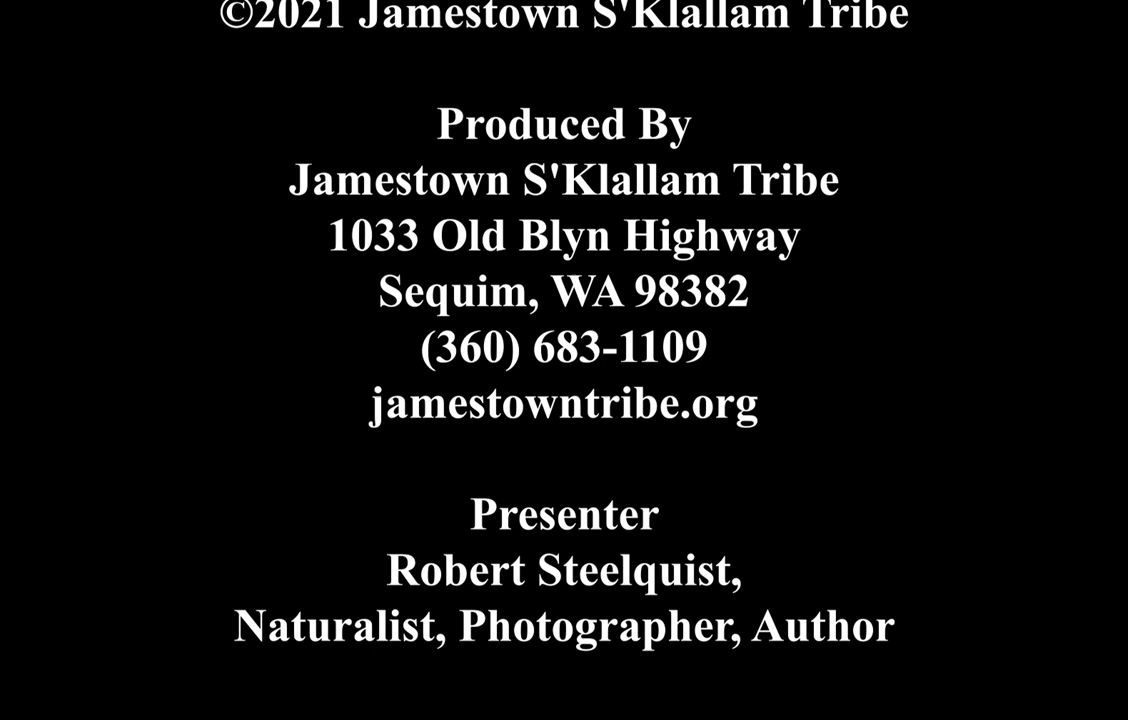 ©2021 Jamestown S'Klallam Tribe
Produced By
Jamestown S'Klallam Tribe
1033 Old Blyn Highway
Sequim, WA 98382
(360) 683-1109
jamestowntribe.org
Presenter
Robert Steelquist,
Naturalist, Photographer, Author